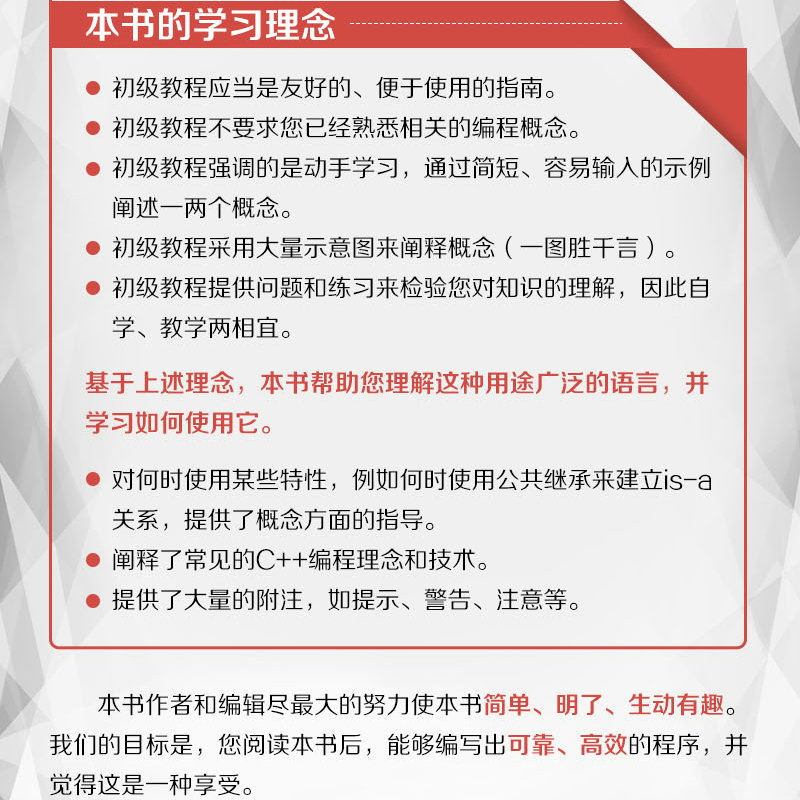 本书的学习理念
初级教程应当是友好的、便于使用的指南。
初级教程不要求您已经熟悉相关的编程概念。
初级教程强调的是动手学习，通过简短、容易输入的示例
阐述一两个概念。
初级教程采用大量示意图来阐释概念（一图胜千言）。
初级教程提供问题和练习来检验您对知识的理解，因此自
学、教学两相宜。
基于上述理念，本书帮助您理解这种用途广泛的语言，并
学习如何使用它。
对何时使用某些特性，例如何时使用公共继承来建立is-a
关系，提供了概念方面的指导。
阐释了常见的C++编程理念和技术。
提供了大量的附注，如提示、警告、注意等。
本书作者和编辑尽最大的努力使本书简单、明了、生动有趣。
我们的目标是，您阅读本书后，能够编写出可靠、高效的程序，并
觉得这是一种享受。